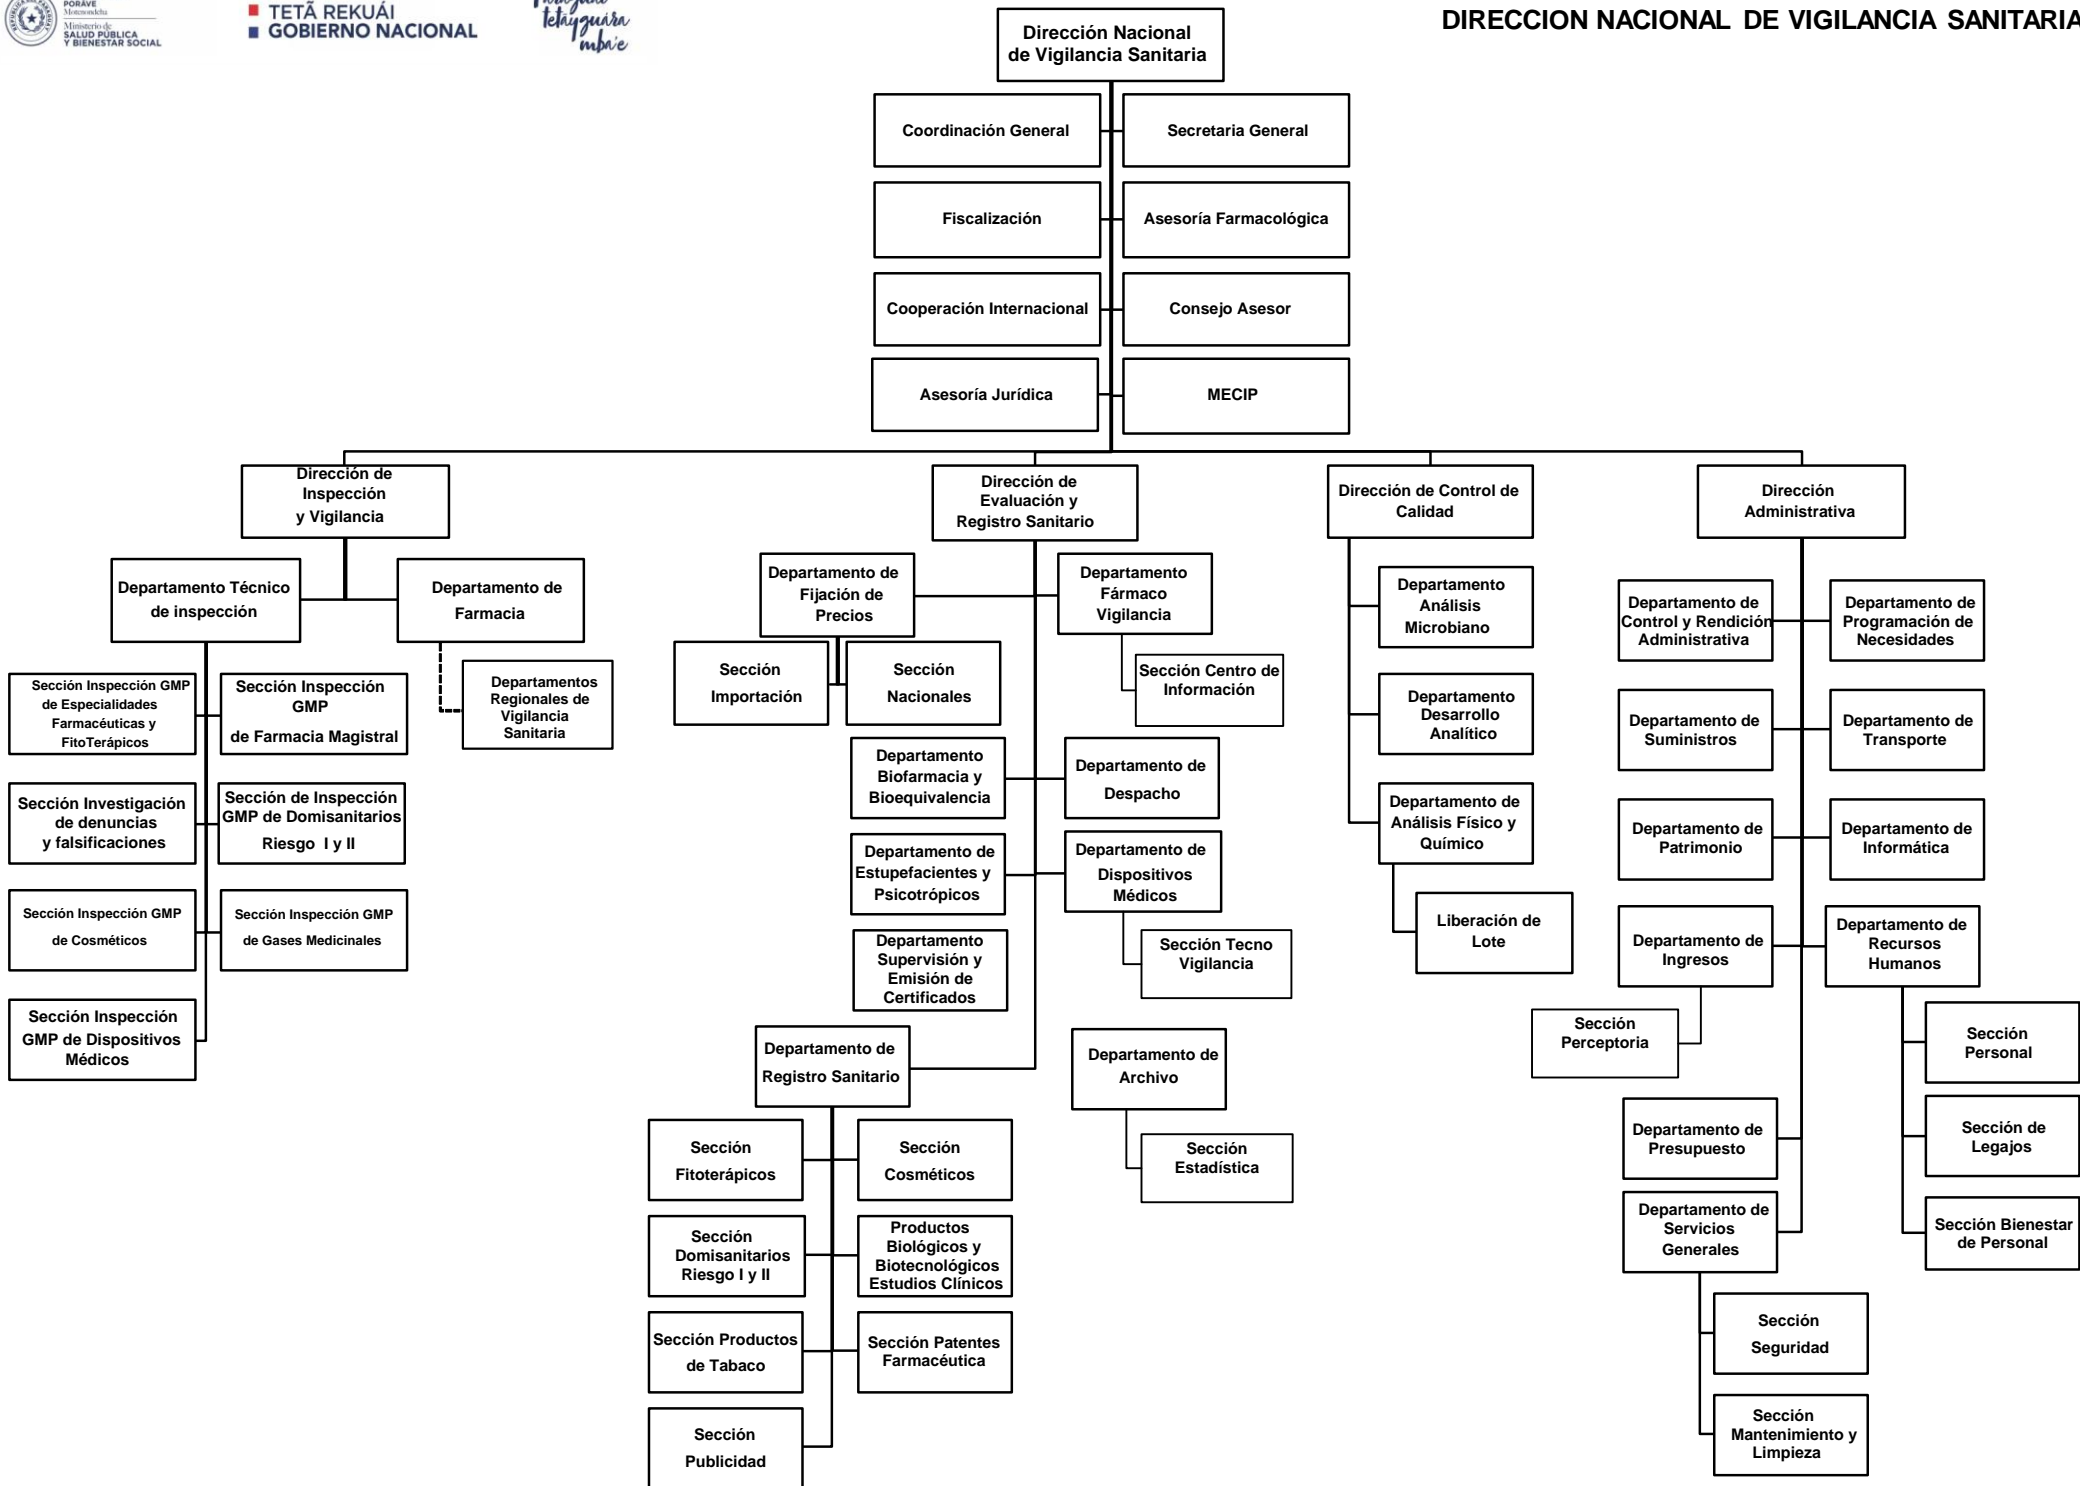 PORÃVE
Motenondeha
Ministerio de
SALUD PÚBLICA
Y BIENESTAR SOCIAL
TETÃ REKUÁI
GOBIERNO NACIONAL
tetãyguára
mba'e
DIRECCION NACIONAL DE VIGILANCIA SANITARIA
Dirección Nacional
de Vigilancia Sanitaria
Coordinación General
Secretaria General
Fiscalización
Asesoría Farmacológica
Cooperación Internacional
Consejo Asesor
Asesoría Jurídica
MECIP
Dirección de
Inspección
y Vigilancia
Dirección de
Evaluación y
Registro Sanitario
Dirección de Control de
Calidad
Dirección
Administrativa
Departamento Técnico
de inspección
Departamento de
Farmacia
Departamentos
Regionales de
Vigilancia
Sanitaria
Sección Inspección GMP
de Especialidades
Farmacéuticas y
FitoTerápicos
Sección Inspección
GMP
de Farmacia Magistral
Sección Investigación
de denuncias
y falsificaciones
Sección de Inspección
GMP de Domisanitarios
Riesgo I y II
Sección Inspección GMP
de Cosméticos
Sección Inspección GMP
de Gases Medicinales
Sección Inspección
GMP de Dispositivos
Médicos
Departamento de
Fijación de
Precios
Departamento
Fármaco
Vigilancia
Sección
Importación
Sección
Nacionales
Sección Centro de
Información
Departamento
Biofarmacia y
Bioequivalencia
Departamento de
Despacho
Departamento de
Estupefacientes y
Psicotrópicos
Departamento de
Dispositivos
Médicos
Departamento
Supervisión y
Emisión de
Certificados
Sección Tecno
Vigilancia
Departamento de
Registro Sanitario
Departamento de
Archivo
Sección
Estadística
Sección
Fitoterápicos
Sección
Cosméticos
Sección
Domisanitarios
Riesgo I y II
Productos
Biológicos y
Biotecnológicos
Estudios Clínicos
Sección Productos
de Tabaco
Sección Patentes
Farmacéutica
Sección
Publicidad
Departamento
Análisis
Microbiano
Departamento
Desarrollo
Analítico
Departamento de
Análisis Físico y
Químico
Liberación de
Lote
Departamento de
Control y Rendición
Administrativa
Departamento de
Programación de
Necesidades
Departamento de
Suministros
Departamento de
Transporte
Departamento de
Patrimonio
Departamento de
Informática
Departamento de
Ingresos
Departamento de
Recursos
Humanos
Sección
Perceptoria
Sección
Personal
Departamento de
Presupuesto
Sección de
Legajos
Departamento de
Servicios
Generales
Sección Bienestar
de Personal
Sección
Seguridad
Sección
Mantenimiento y
Limpieza